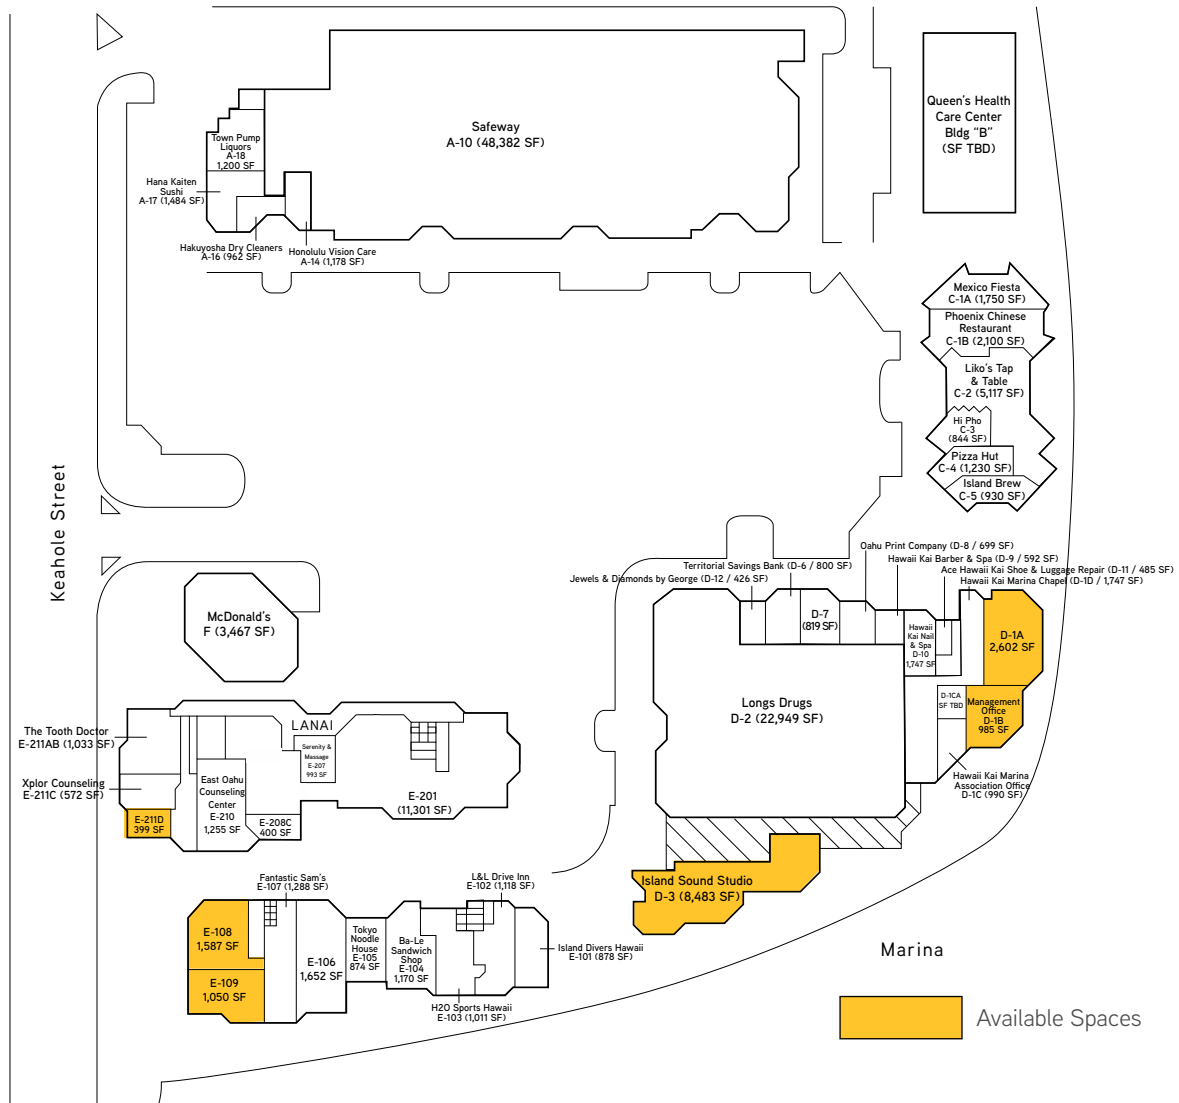 Safeway
A-10 (48,382 SF)
Queen's Health
Care Center
Bldg "B"
(SF TBD)
Town Pump
Liquors
A-18
1,200 SF
Hana Kaiten
Sushi
A-17 (1,484 SF)
Hakuyosha Dry Cleaners
A-16 (962 SF)
Honolulu Vision Care
A-14 (1,178 SF)
Mexico Fiesta
C-1A (1,750 SF)
Phoenix Chinese
Restaurant
C-1B (2,100 SF)
Liko's Tap
& Table
C-2 (5,117 SF)
Hi Pho
C-3
(844 SF)
Pizza Hut
C-4 (1,230 SF)
Island Brew
C-5 (930 SF)
Keahole Street
Oahu Print Company (D-8 / 699 SF)
Hawaii Kai Barber & Spa (D-9 / 592 SF)
Territorial Savings Bank (D-6 / 800 SF)
Ace Hawaii Kai Shoe & Luggage Repair (D-11 / 485 SF)
Jewels & Diamonds by George (D-12 / 426 SF)
Hawaii Kai Marina Chapel (D-1D / 1,747 SF)
McDonald's
F (3,467 SF)
D-7
(819 SF)
Hawaii
Kai Nail
& Spa
D-10
1,747 SF
D-1A
2,602 SF
Longs Drugs
D-2 (22,949 SF)
D-1CA
SF TBD
Management
Office
D-1B
985 SF
Hawaii Kai Marina
Association Office
D-1C (990 SF)
LANAI
The Tooth Doctor
E-211AB (1,033 SF)
Serenity &
Massage
E-207
993 SF
Xplor Counseling
E-211C (572 SF)
East Oahu
Counseling
Center
E-210
1,255 SF
E-201
(11,301 SF)
E-211D
399 SF
E-208C
400 SF
Fantastic Sam's
E-107 (1,288 SF)
L&L Drive Inn
E-102 (1,118 SF)
Island Sound Studio
D-3 (8,483 SF)
E-108
1,587 SF
E-109
1,050 SF
E-106
1,652 SF
Tokyo
Noodle
House
E-105
874 SF
Ba-Le
Sandwich
Shop
E-104
1,170 SF
Island Divers Hawaii
E-101 (878 SF)
H2O Sports Hawaii
E-103 (1,011 SF)
Marina
Available Spaces